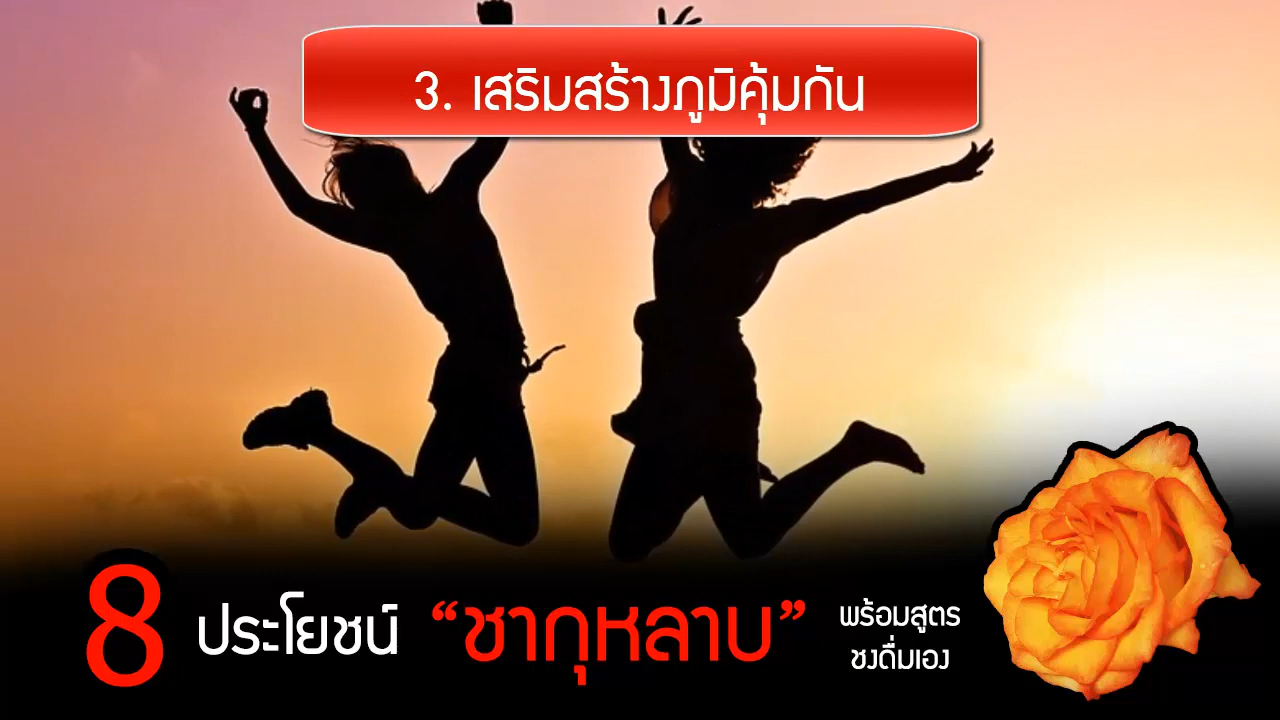 3. เสริมสร้างภูมิคุ้มกัน
8 ประโยชน์ “ชากุหลาบ” พร้อมสูตร
ชงดื่มเอง